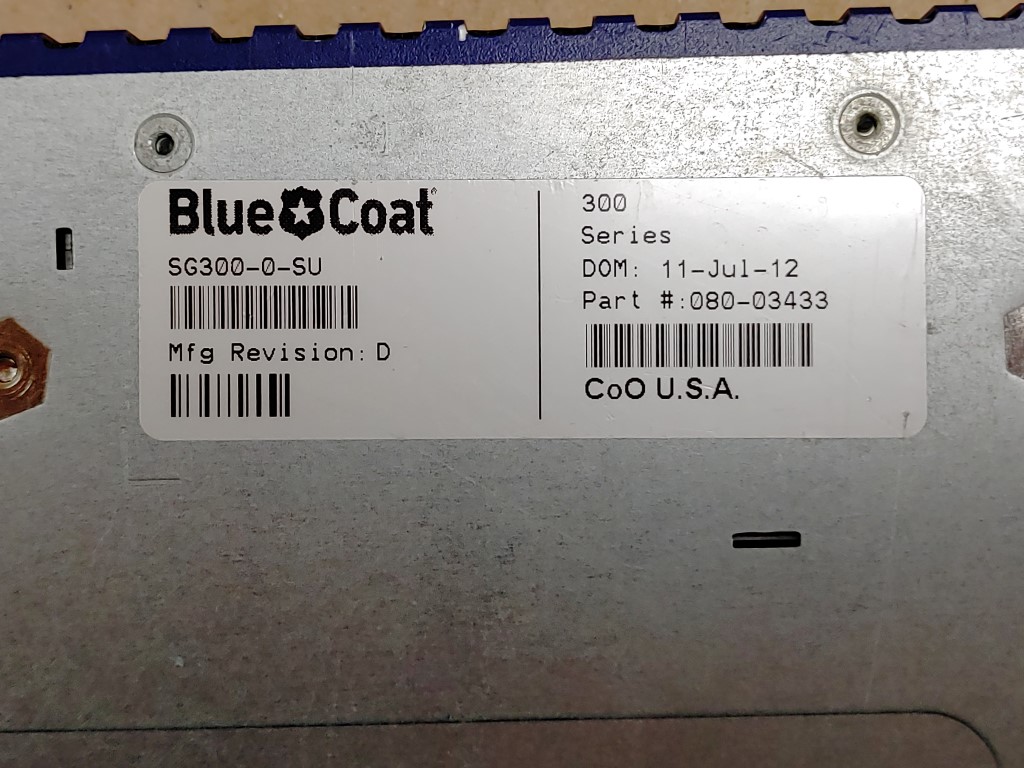 Blue Coat®
SG300-0-SU
Mfg Revision: D
300
Series
DOM: 11-Jul-12
Part #:080-03433
CoO U.S.A.